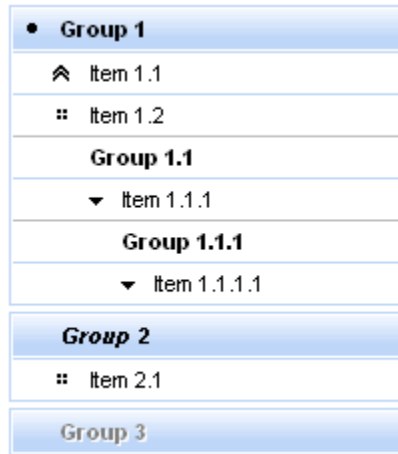 Group 1
Item 1.1
Item 1.2
Group 1.1
Item 1.1.1
Group 1.1.1
Item 1.1.1.1
Group 2
Item 2.1
Group 3